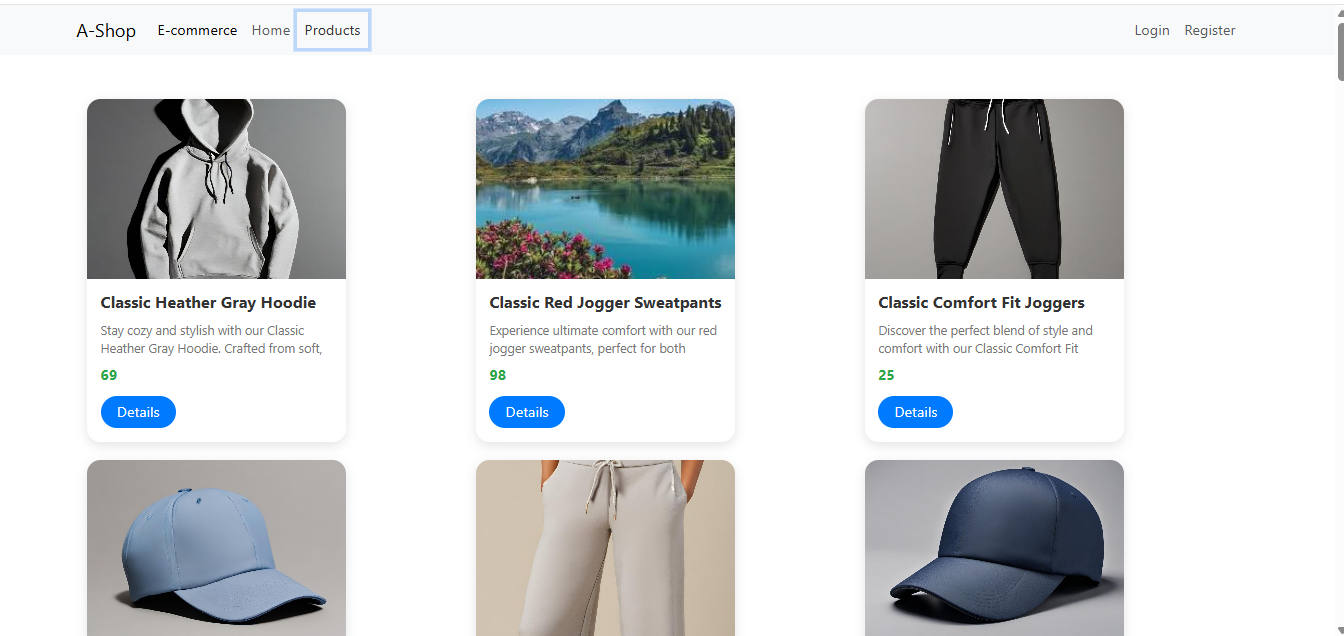 A-Shop E-commerce Home Products Login Register
Classic Heather Gray Hoodie
Stay cozy and stylish with our Classic
Heather Gray Hoodie. Crafted from soft,
69
Details
Classic Red Jogger Sweatpants
Experience ultimate comfort with our red
jogger sweatpants, perfect for both
98
Details
Classic Comfort Fit Joggers
Discover the perfect blend of style and
comfort with our Classic Comfort Fit
25
Details